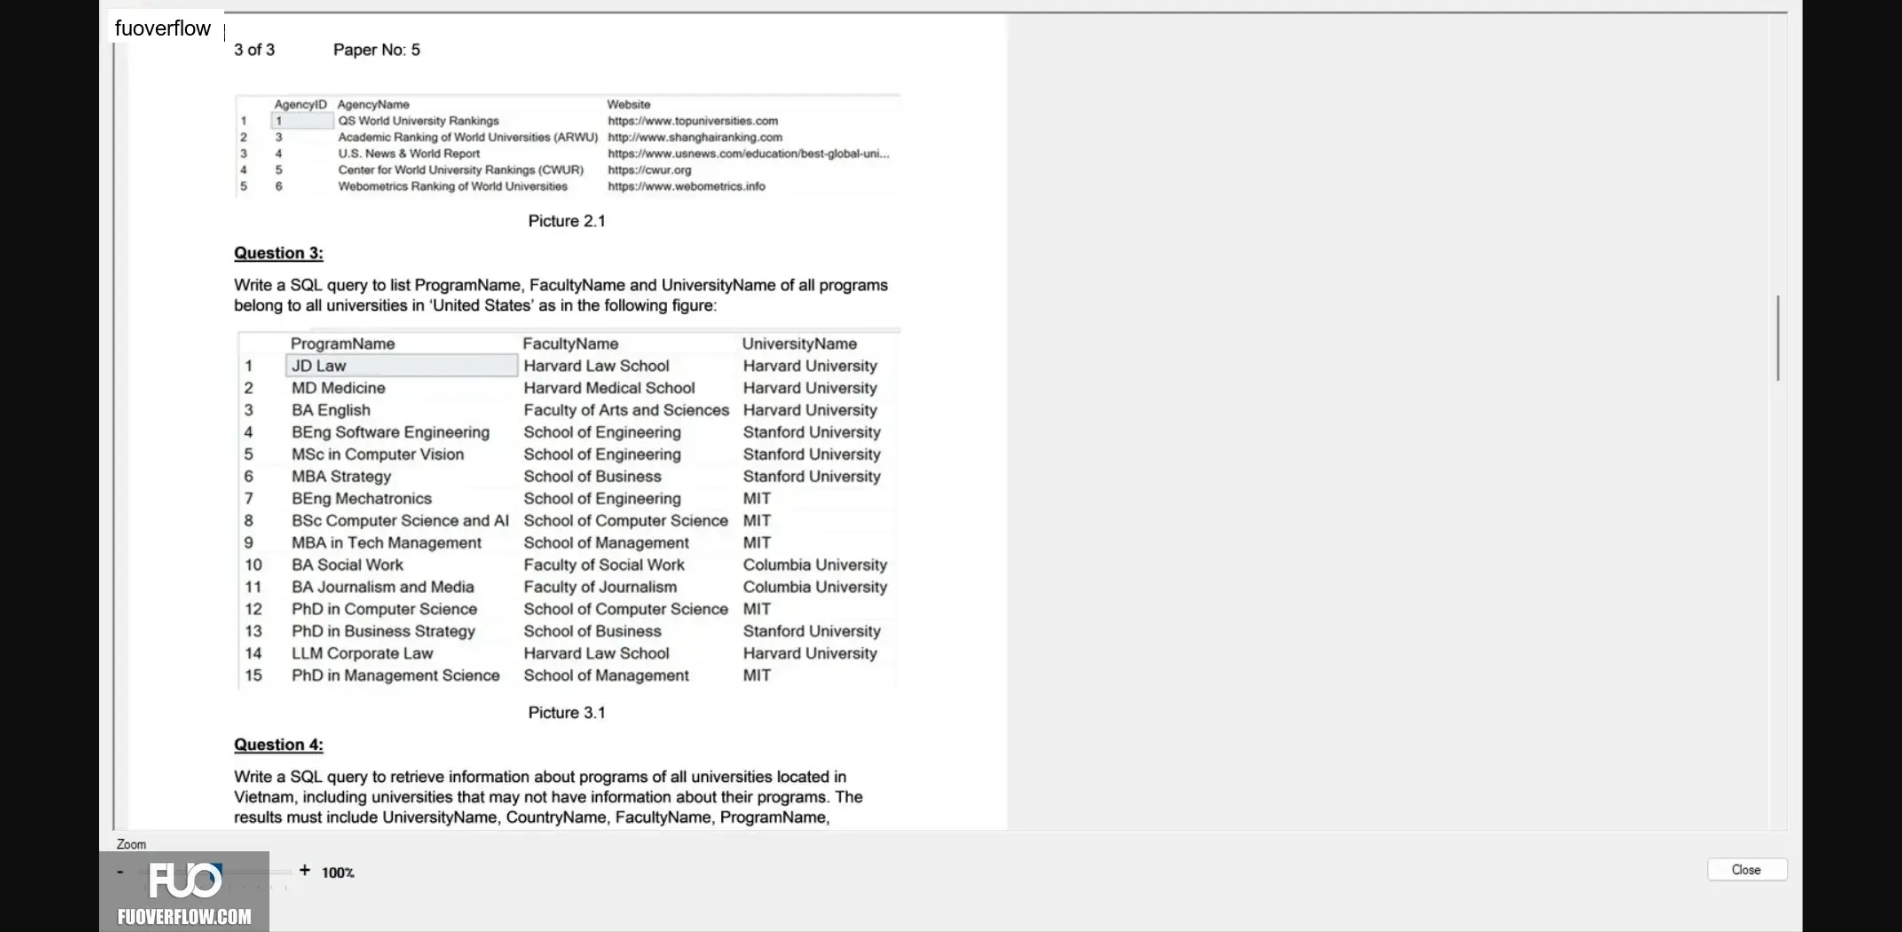 fuoverflow
3 of 3 Paper No: 5
AgencyID AgencyName Website
1 1 QS World University Rankings https://www.topuniversities.com
2 3 Academic Ranking of World Universities (ARWU) http://www.shanghairanking.com
3 4 U.S. News & World Report https://www.usnews.com/education/best-global-uni...
4 5 Center for World University Rankings (CWUR) https://cwur.org
5 6 Webometrics Ranking of World Universities https://www.webometrics.info
Picture 2.1
Question 3:
Write a SQL query to list ProgramName, FacultyName and UniversityName of all programs
belong to all universities in ‘United States’ as in the following figure:
ProgramName FacultyName UniversityName
1 JD Law Harvard Law School Harvard University
2 MD Medicine Harvard Medical School Harvard University
3 BA English Faculty of Arts and Sciences Harvard University
4 BEng Software Engineering School of Engineering Stanford University
5 MSc in Computer Vision School of Engineering Stanford University
6 MBA Strategy School of Business Stanford University
7 BEng Mechatronics School of Engineering MIT
8 BSc Computer Science and AI School of Computer Science MIT
9 MBA in Tech Management School of Management MIT
10 BA Social Work Faculty of Social Work Columbia University
11 BA Journalism and Media Faculty of Journalism Columbia University
12 PhD in Computer Science School of Computer Science MIT
13 PhD in Business Strategy School of Business Stanford University
14 LLM Corporate Law Harvard Law School Harvard University
15 PhD in Management Science School of Management MIT
Picture 3.1
Question 4:
Write a SQL query to retrieve information about programs of all universities located in
Vietnam, including universities that may not have information about their programs. The
results must include UniversityName, CountryName, FacultyName, ProgramName,
Zoom
- + 100%
Close
FUO
FUOVERFLOW.COM